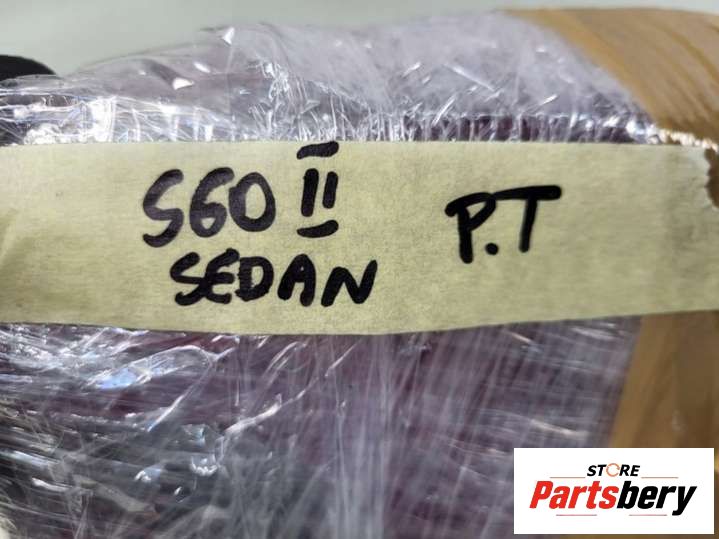 S60 II P.T
SEDAN
STORE
Partsbery